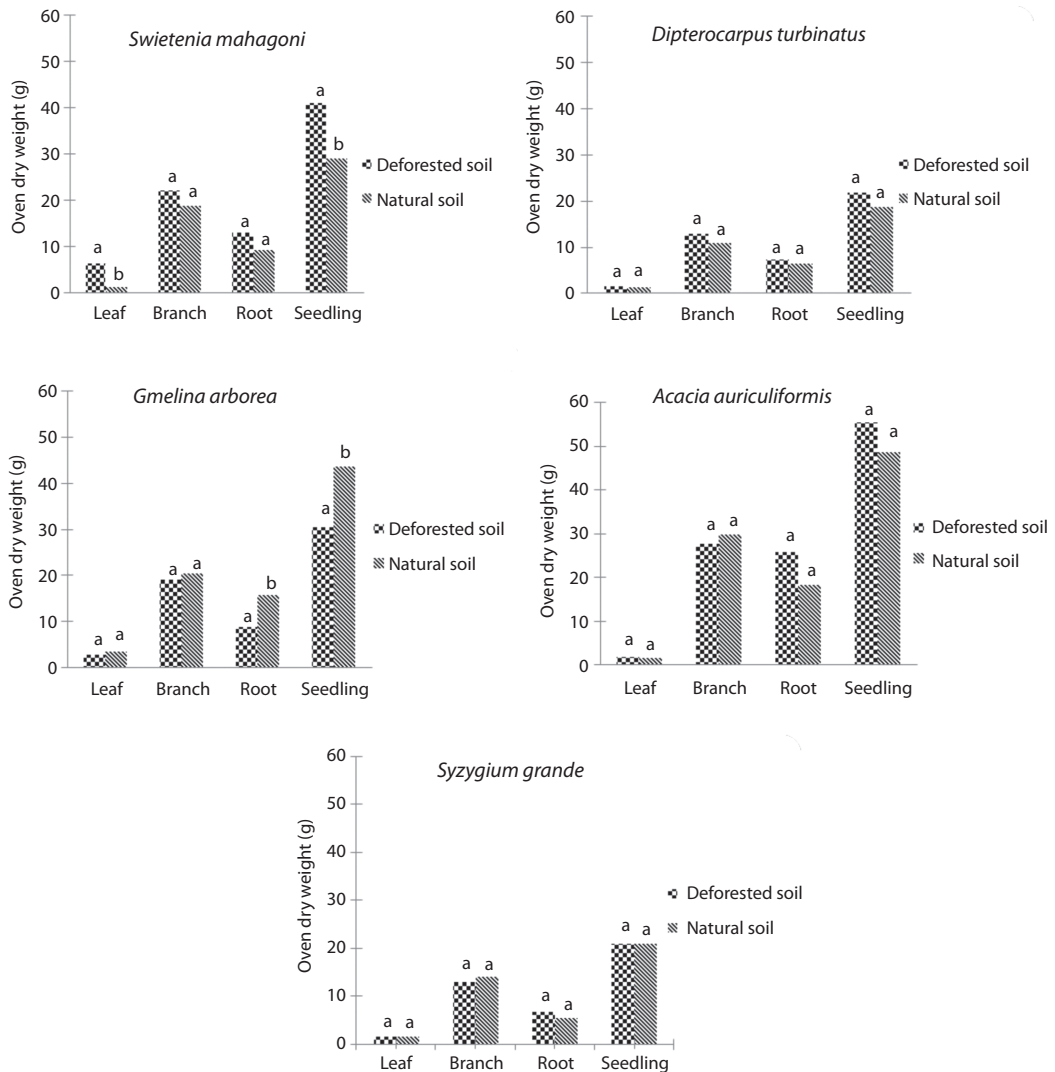 Swietenia mahagoni
Oven dry weight (g)
60
50
40
30
20
10
0
a
b
a
a
a
a
a
b
Leaf
Branch
Root
Seedling
Deforested soil
Natural soil
Dipterocarpus turbinatus
Oven dry weight (g)
60
50
40
30
20
10
0
a
a
a
a
a
a
a
a
Leaf
Branch
Root
Seedling
Deforested soil
Natural soil
Gmelina arborea
Oven dry weight (g)
60
50
40
30
20
10
0
a
a
a
a
a
b
a
b
Leaf
Branch
Root
Seedling
Deforested soil
Natural soil
Acacia auriculiformis
Oven dry weight (g)
60
50
40
30
20
10
0
a
a
a
a
a
a
a
a
Leaf
Branch
Root
Seedling
Deforested soil
Natural soil
Syzygium grande
Oven dry weight (g)
60
50
40
30
20
10
0
a
a
a
a
a
a
a
a
Leaf
Branch
Root
Seedling
Deforested soil
Natural soil